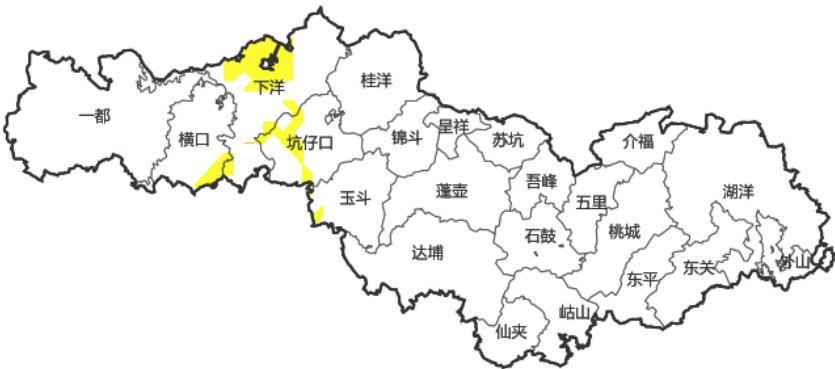 下洋
桂洋
一都
横口
坑仔口
锦斗
呈祥
苏坑
介福
玉斗
蓬壶
吾峰
五里
湖洋
达埔
石鼓
桃城
东平
东关
外山
仙夹
岵山